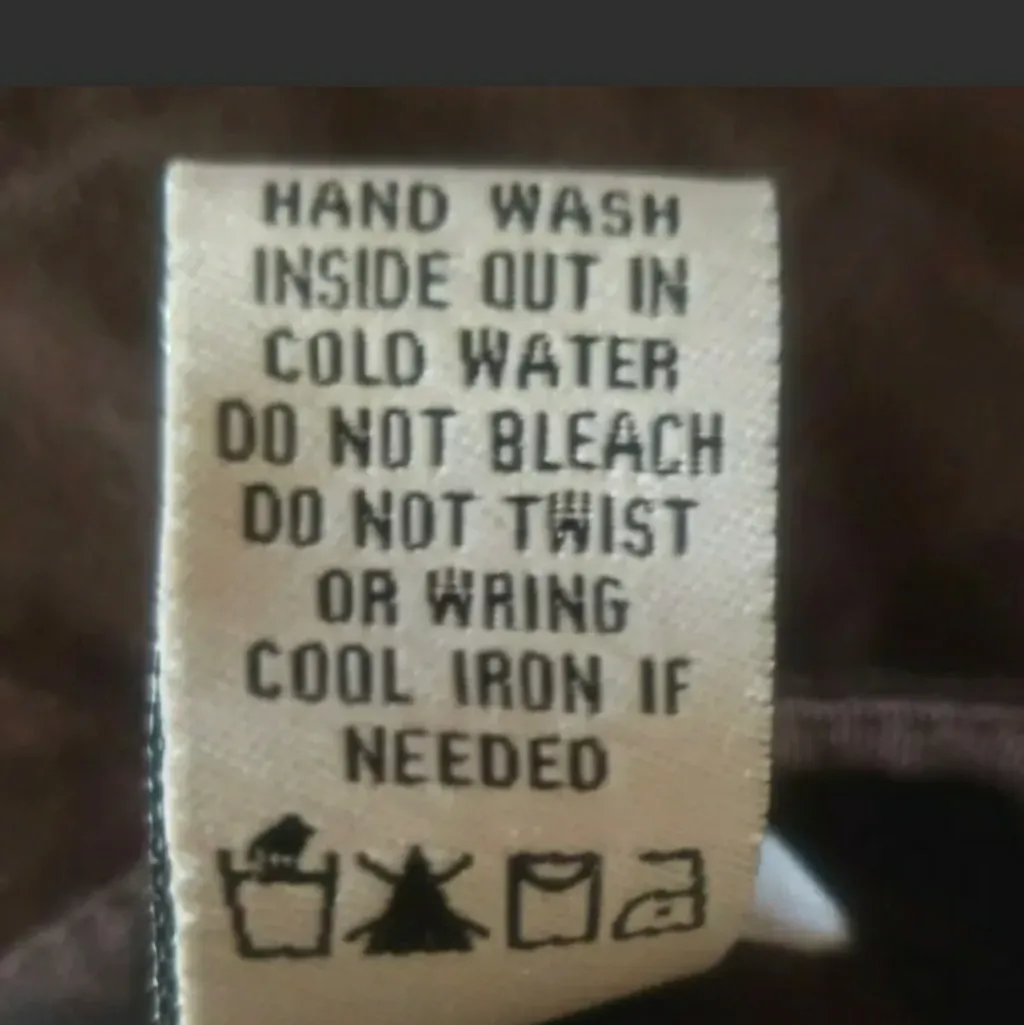 HAND WASH
INSIDE OUT IN
COLD WATER
DO NOT BLEACH
DO NOT TWIST
OR WRING
COOL IRON IF
NEEDED